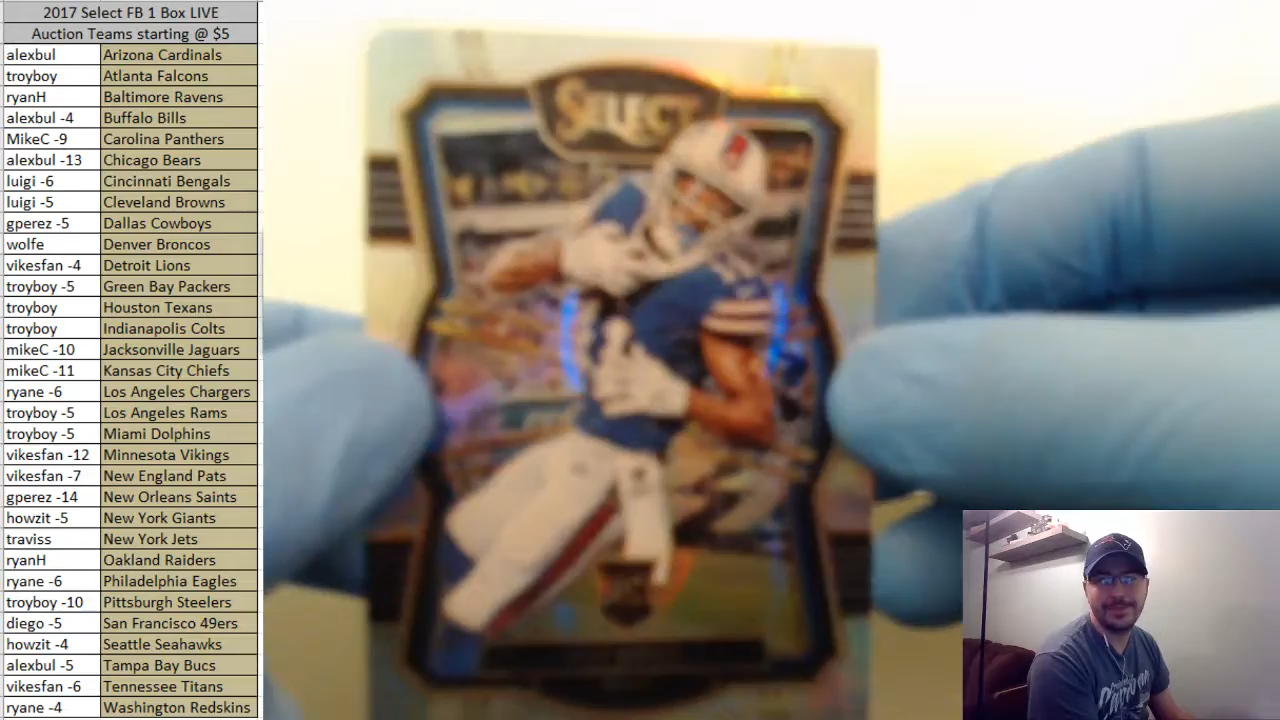 2017 Select FB 1 Box LIVE
Auction Teams starting @ $5
alexbul Arizona Cardinals
troyboy Atlanta Falcons
ryanH Baltimore Ravens
alexbul -4 Buffalo Bills
MikeC -9 Carolina Panthers
alexbul -13 Chicago Bears
luigi -6 Cincinnati Bengals
luigi -5 Cleveland Browns
gperez -5 Dallas Cowboys
wolfe Denver Broncos
vikesfan -4 Detroit Lions
troyboy -5 Green Bay Packers
troyboy Houston Texans
troyboy Indianapolis Colts
mikeC -10 Jacksonville Jaguars
mikeC -11 Kansas City Chiefs
ryane -6 Los Angeles Chargers
troyboy -5 Los Angeles Rams
troyboy -5 Miami Dolphins
vikesfan -12 Minnesota Vikings
vikesfan -7 New England Pats
gperez -14 New Orleans Saints
howzit -5 New York Giants
traviss New York Jets
ryanH Oakland Raiders
ryane -6 Philadelphia Eagles
troyboy -10 Pittsburgh Steelers
diego -5 San Francisco 49ers
howzit -4 Seattle Seahawks
alexbul -5 Tampa Bay Bucs
vikesfan -6 Tennessee Titans
ryane -4 Washington Redskins
SELECT